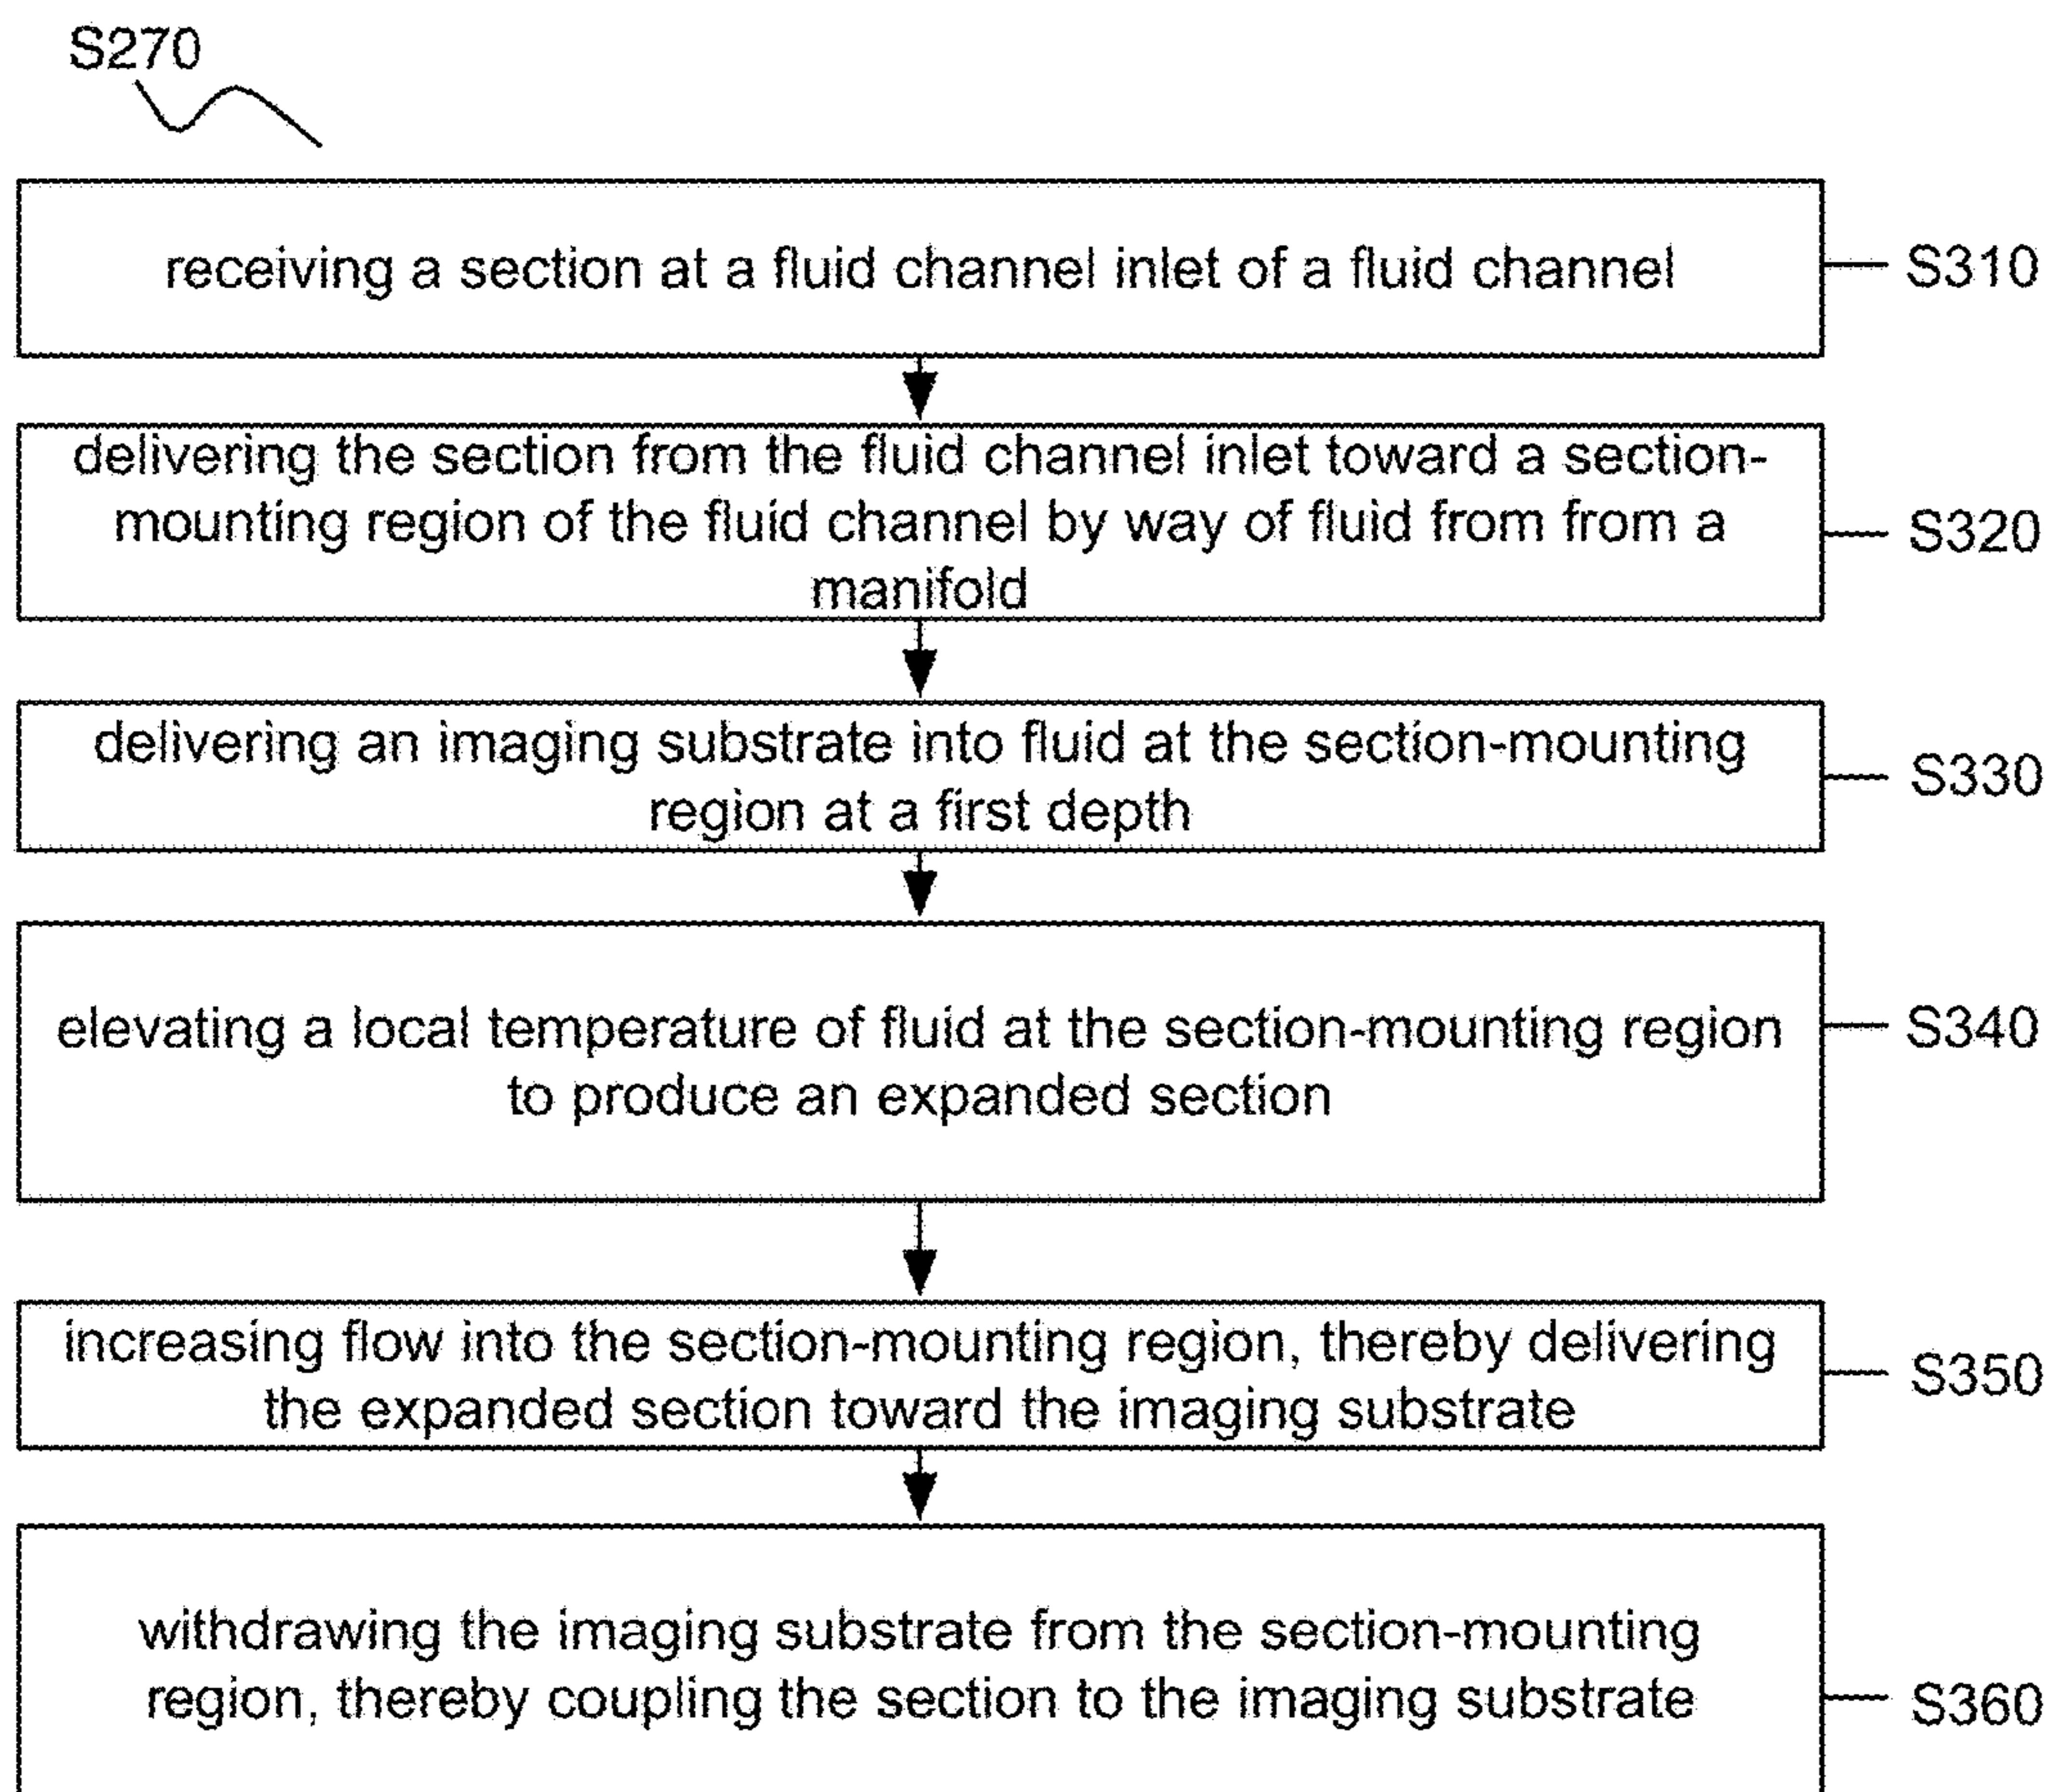 S270
receiving a section at a fluid channel inlet of a fluid channel
S310
delivering the section from the fluid channel inlet toward a section-
mounting region of the fluid channel by way of fluid from from a
manifold
S320
delivering an imaging substrate into fluid at the section-mounting
region at a first depth
S330
elevating a local temperature of fluid at the section-mounting region
to produce an expanded section
S340
increasing flow into the section-mounting region, thereby delivering
the expanded section toward the imaging substrate
S350
withdrawing the imaging substrate from the section-mounting
region, thereby coupling the section to the imaging substrate
S360